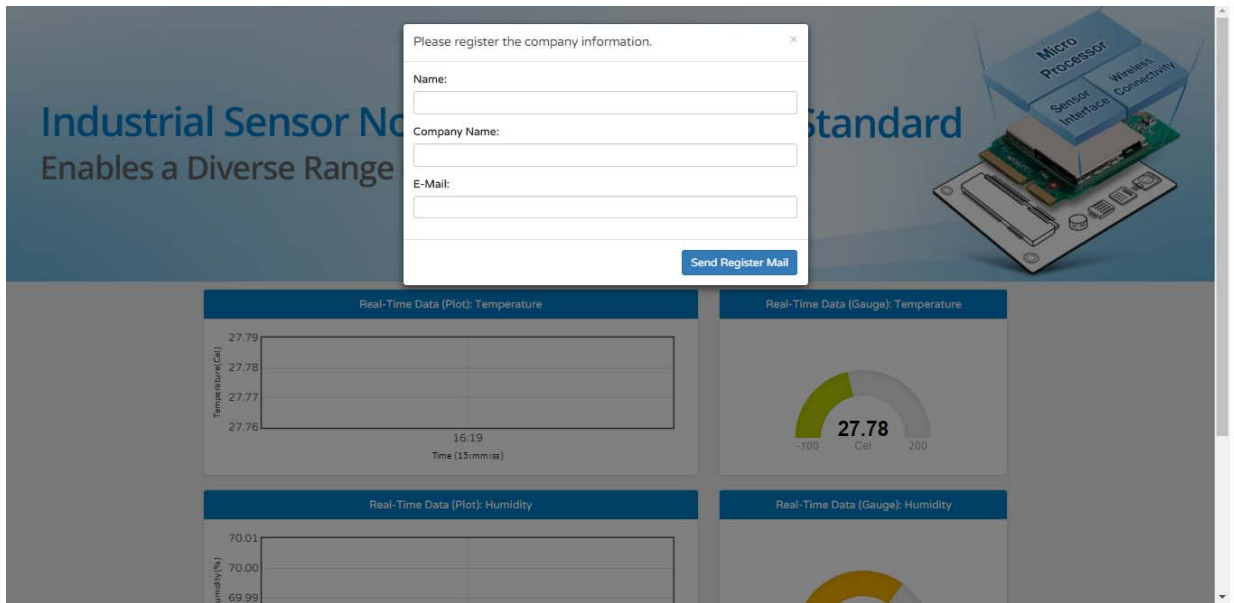 Please register the company information. ×
Name:
Company Name:
E-Mail:
Send Register Mail
Industrial Sensor No Standard
Enables a Diverse Range
Micro
Processor
Sensor
Interface
Wireless
Connectivity
Real-Time Data (Plot): Temperature
27.79
27.78
27.77
27.76
Temperature(Cel)
16:19
Time (15:mm:ss)
Real-Time Data (Gauge): Temperature
27.78
-100 Cel 200
Real-Time Data (Plot): Humidity
70.01
70.00
69.99
umidity(%)
Real-Time Data (Gauge): Humidity